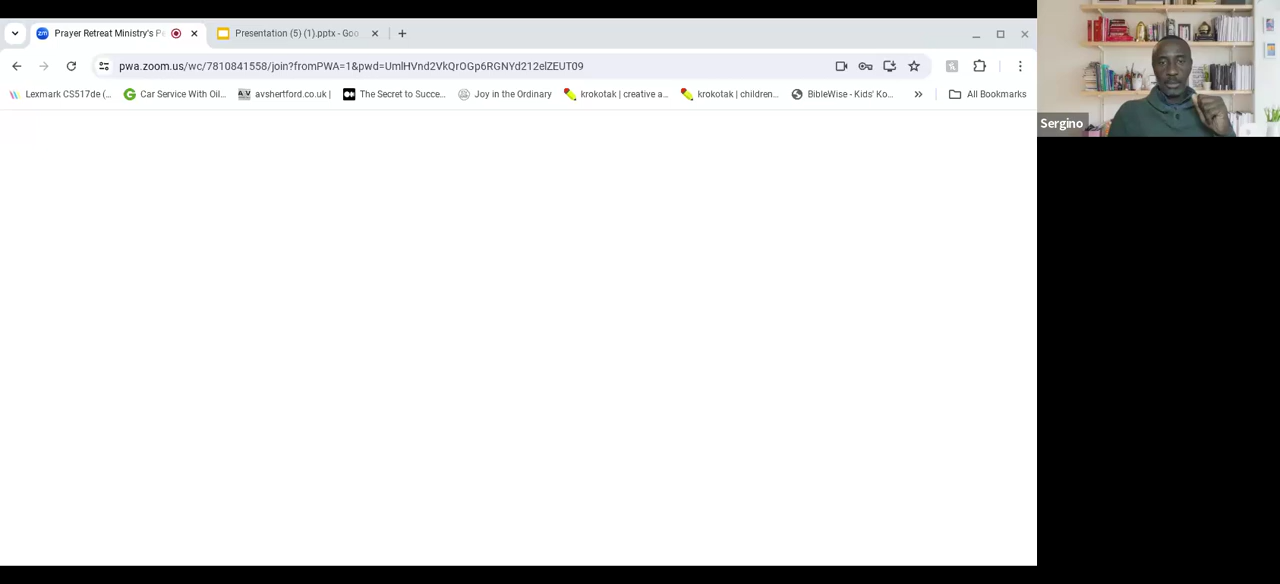 zm Prayer Retreat Ministry's P
Presentation (5) (1).pptx - Goo
pwa.zoom.us/wc/7810841558/join?fromPWA=1&pwd=UmlHVnd2VkQrOGp6RGNYd212elZEUT09
Lexmark CS517de (... Car Service With Oil... A.V avshertford.co.uk | The Secret to Succe... Joy in the Ordinary krokotak | creative a... krokotak | children... BibleWise - Kids' Ko... » All Bookmarks
Sergino